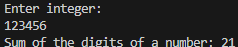 Enter integer:
123456
Sum of the digits of a number: 21